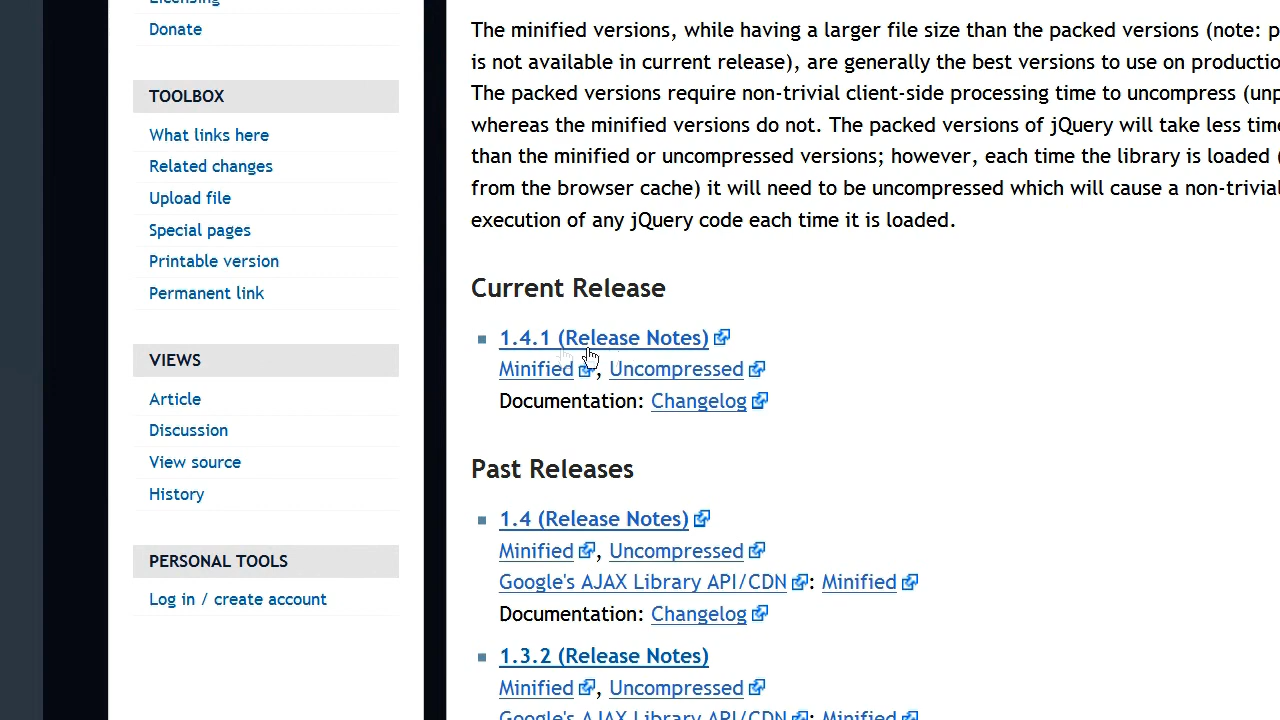 Licensing
Donate
TOOLBOX
What links here
Related changes
Upload file
Special pages
Printable version
Permanent link
VIEWS
Article
Discussion
View source
History
PERSONAL TOOLS
Log in / create account
The minified versions, while having a larger file size than the packed versions (note: p
is not available in current release), are generally the best versions to use on productio
The packed versions require non-trivial client-side processing time to uncompress (unp
whereas the minified versions do not. The packed versions of jQuery will take less time
than the minified or uncompressed versions; however, each time the library is loaded (
from the browser cache) it will need to be uncompressed which will cause a non-trivial
execution of any jQuery code each time it is loaded.
Current Release
1.4.1 (Release Notes)
Minified, Uncompressed
Documentation: Changelog
Past Releases
1.4 (Release Notes)
Minified, Uncompressed
Google's AJAX Library API/CDN: Minified
Documentation: Changelog
1.3.2 (Release Notes)
Minified, Uncompressed
Google's AJAX Library API/CDN: Minified